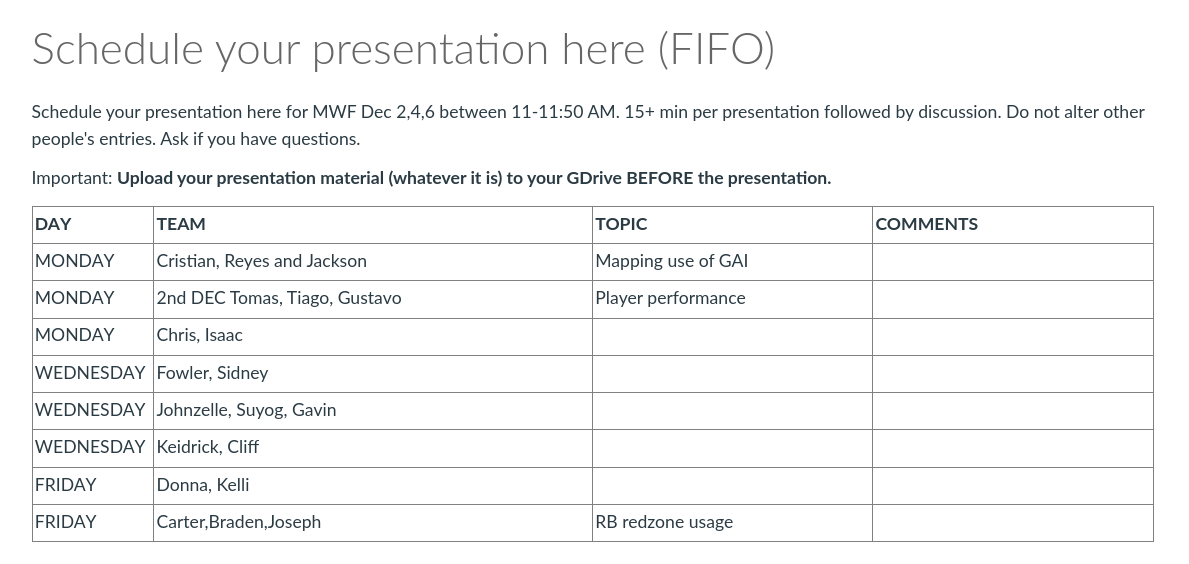 Schedule your presentation here (FIFO)
Schedule your presentation here for MWF Dec 2,4,6 between 11-11:50 AM. 15+ min per presentation followed by discussion. Do not alter other
people's entries. Ask if you have questions.
Important: Upload your presentation material (whatever it is) to your GDrive BEFORE the presentation.
DAY TEAM TOPIC COMMENTS
MONDAY Cristian, Reyes and Jackson Mapping use of GAI
MONDAY 2nd DEC Tomas, Tiago, Gustavo Player performance
MONDAY Chris, Isaac
WEDNESDAY Fowler, Sidney
WEDNESDAY Johnzelle, Suyog, Gavin
WEDNESDAY Keidrick, Cliff
FRIDAY Donna, Kelli
FRIDAY Carter,Braden,Joseph RB redzone usage